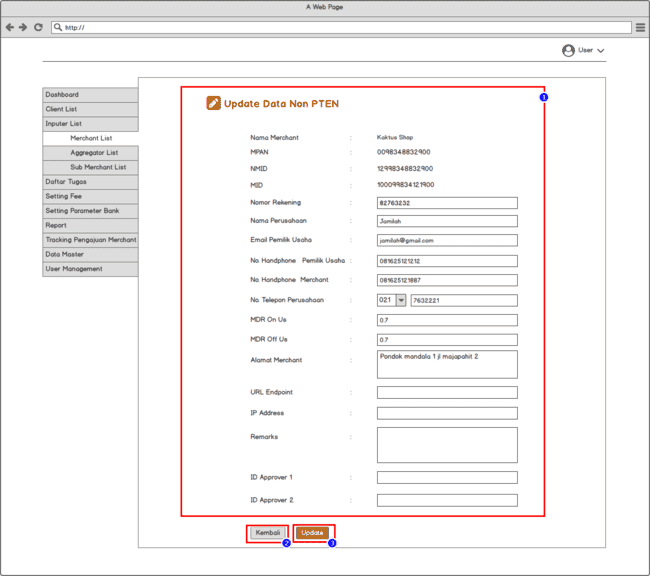 A Web Page
http://
User
Dashboard
Client List
Inputer List
Merchant List
Aggregator List
Sub Merchant List
Daftar Tugas
Setting Fee
Setting Parameter Bank
Report
Tracking Pengajuan Merchant
Data Master
User Management
1
Update Data Non PTEN
Nama Merchant : Kaktus Shop
MPAN : 0098348832900
NMID : 12998348832900
MID : 100099834121900
Nomor Rekening : 82763232
Nama Perusahaan : Jamilah
Email Pemilik Usaha : jamilah@gmail.com
No Handphone Pemilik Usaha : 081625121212
No Handphone Merchant : 081625121887
No. Telepon Perusahaan : 021 7632221
MDR On Us : 0.7
MDR Off Us : 0.7
Alamat Merchant : Pondok mandala 1 jl majapahit 2
URL Endpoint :
IP Address :
Remarks :
ID Approver 1 :
ID Approver 2 :
Kembali 2 Update 3